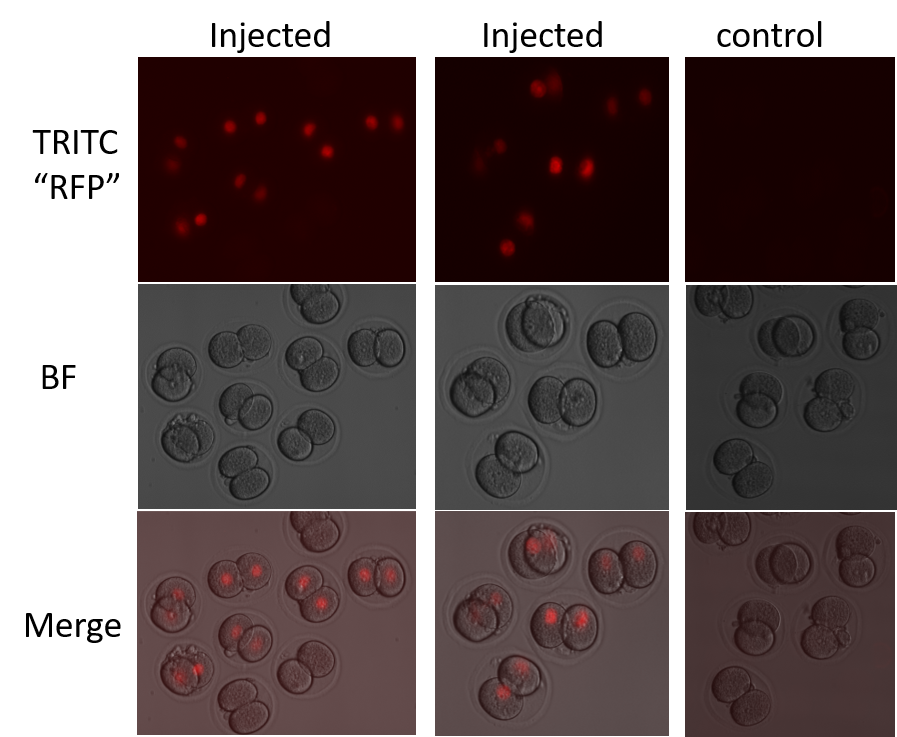 Injected
Injected
control
TRITC
“RFP”
BF
Merge